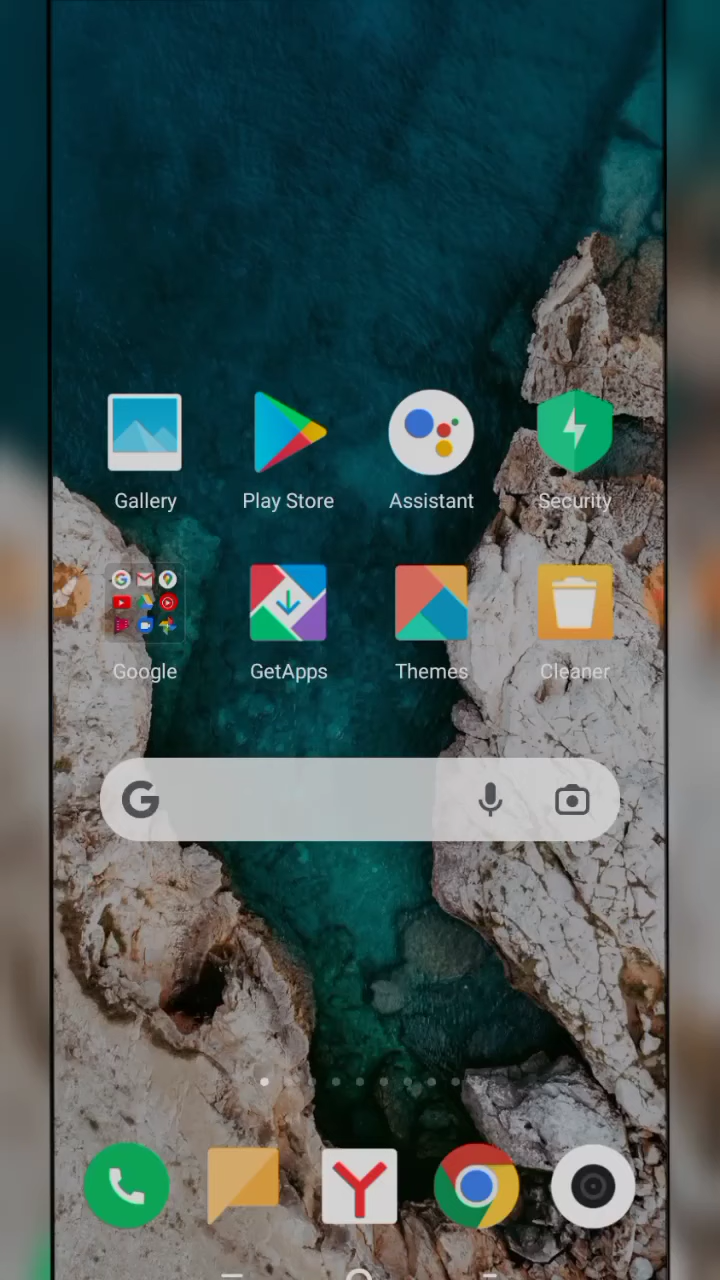 Gallery
Play Store
Assistant
Security
Google
GetApps
Themes
Cleaner